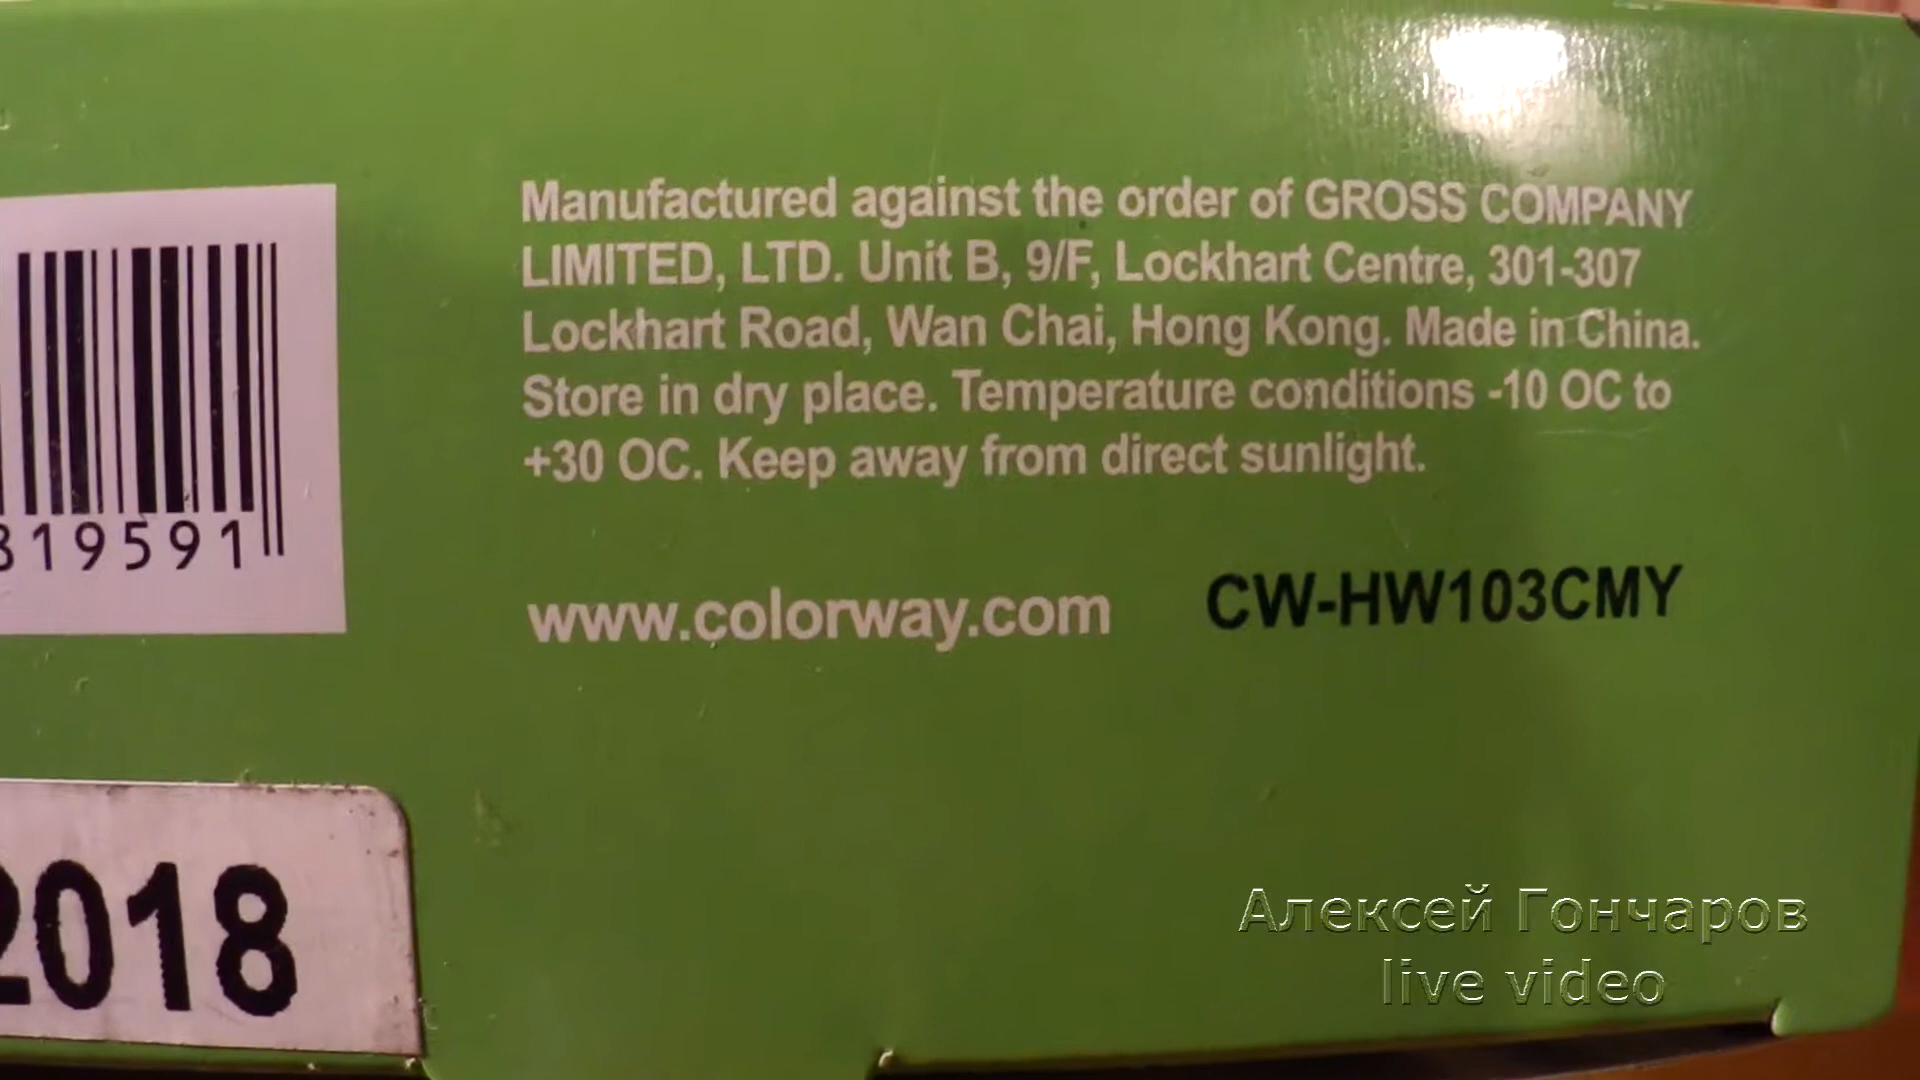 Manufactured against the order of GROSS COMPANY
LIMITED, LTD. Unit B, 9/F, Lockhart Centre, 301-307
Lockhart Road, Wan Chai, Hong Kong. Made in China.
Store in dry place. Temperature conditions -10 OC to
+30 OC. Keep away from direct sunlight.
819591
www.colorway.com
CW-HW103CMY
2018
Алексей Гончаров
live video